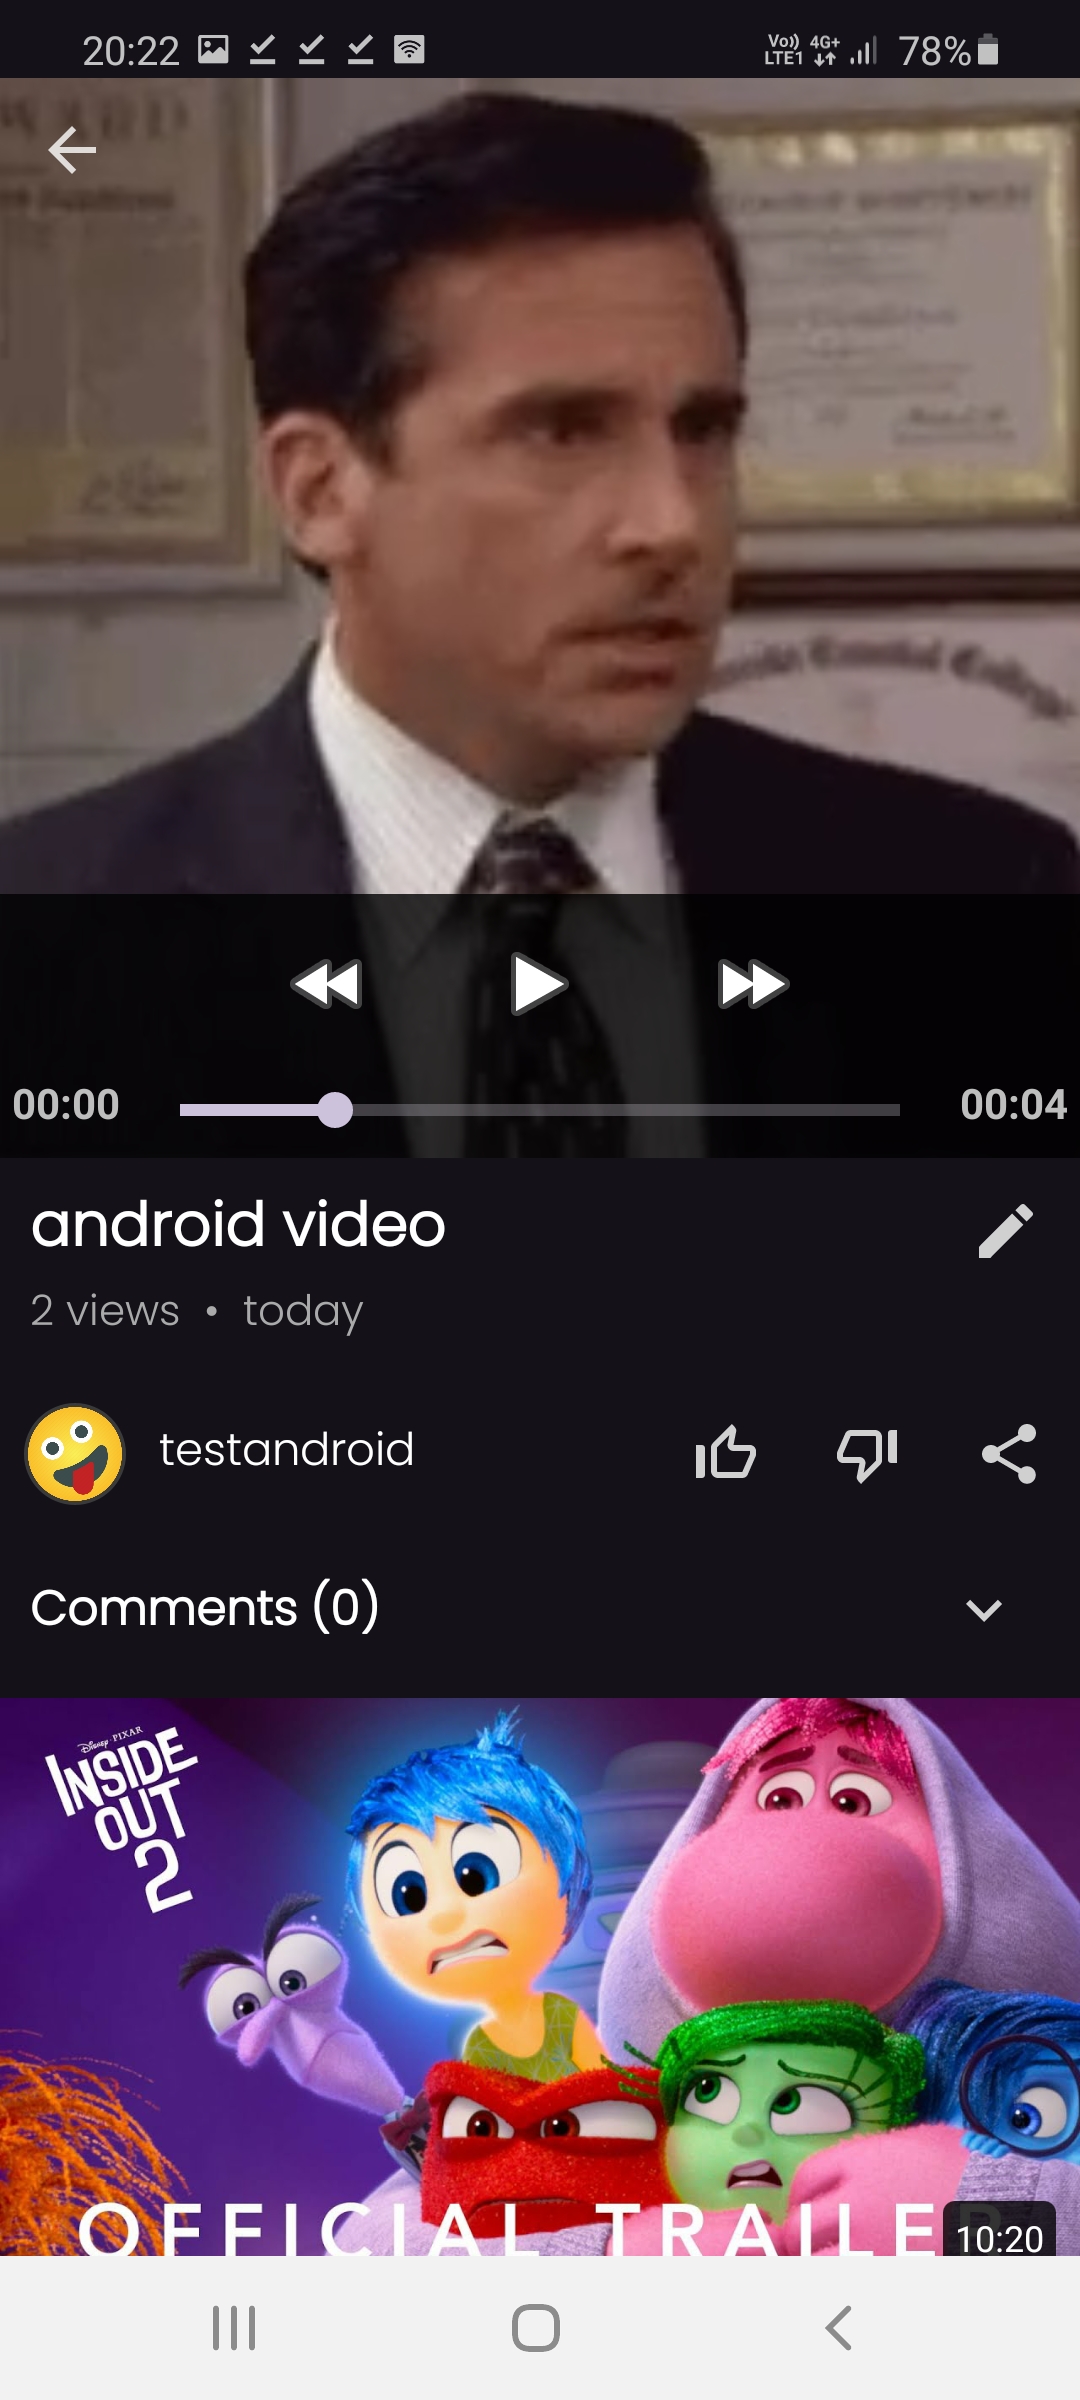 20:22
Vo)) LTE1 4G+ 78%
00:00 00:04
android video
2 views • today
testandroid
Comments (0)
Disney · PIXAR
INSIDE
OUT
2
OFFICIAL TRAILER
10:20